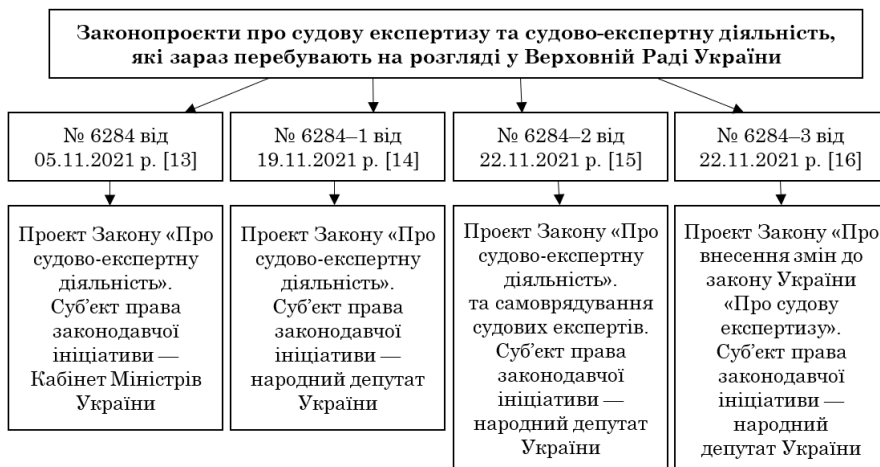 Законопроєкти про судову експертизу та судово-експертну діяльність,
які зараз перебувають на розгляді у Верховній Раді України
№ 6284 від
05.11.2021 р. [13]
№ 6284–1 від
19.11.2021 р. [14]
№ 6284–2 від
22.11.2021 р. [15]
№ 6284–3 від
22.11.2021 р. [16]
Проєкт Закону «Про
судово-експертну
діяльність».
Суб’єкт права
законодавчої
ініціативи —
Кабінет Міністрів
України
Проєкт Закону «Про
судово-експертну
діяльність».
Суб’єкт права
законодавчої
ініціативи —
народний депутат
України
Проєкт Закону «Про
судово-експертну
діяльність».
та самоврядування
судових експертів.
Суб’єкт права
законодавчої
ініціативи —
народний депутат
України
Проєкт Закону «Про
внесення змін до
закону України
«Про судову
експертизу».
Суб’єкт права
законодавчої
ініціативи —
народний
депутат України